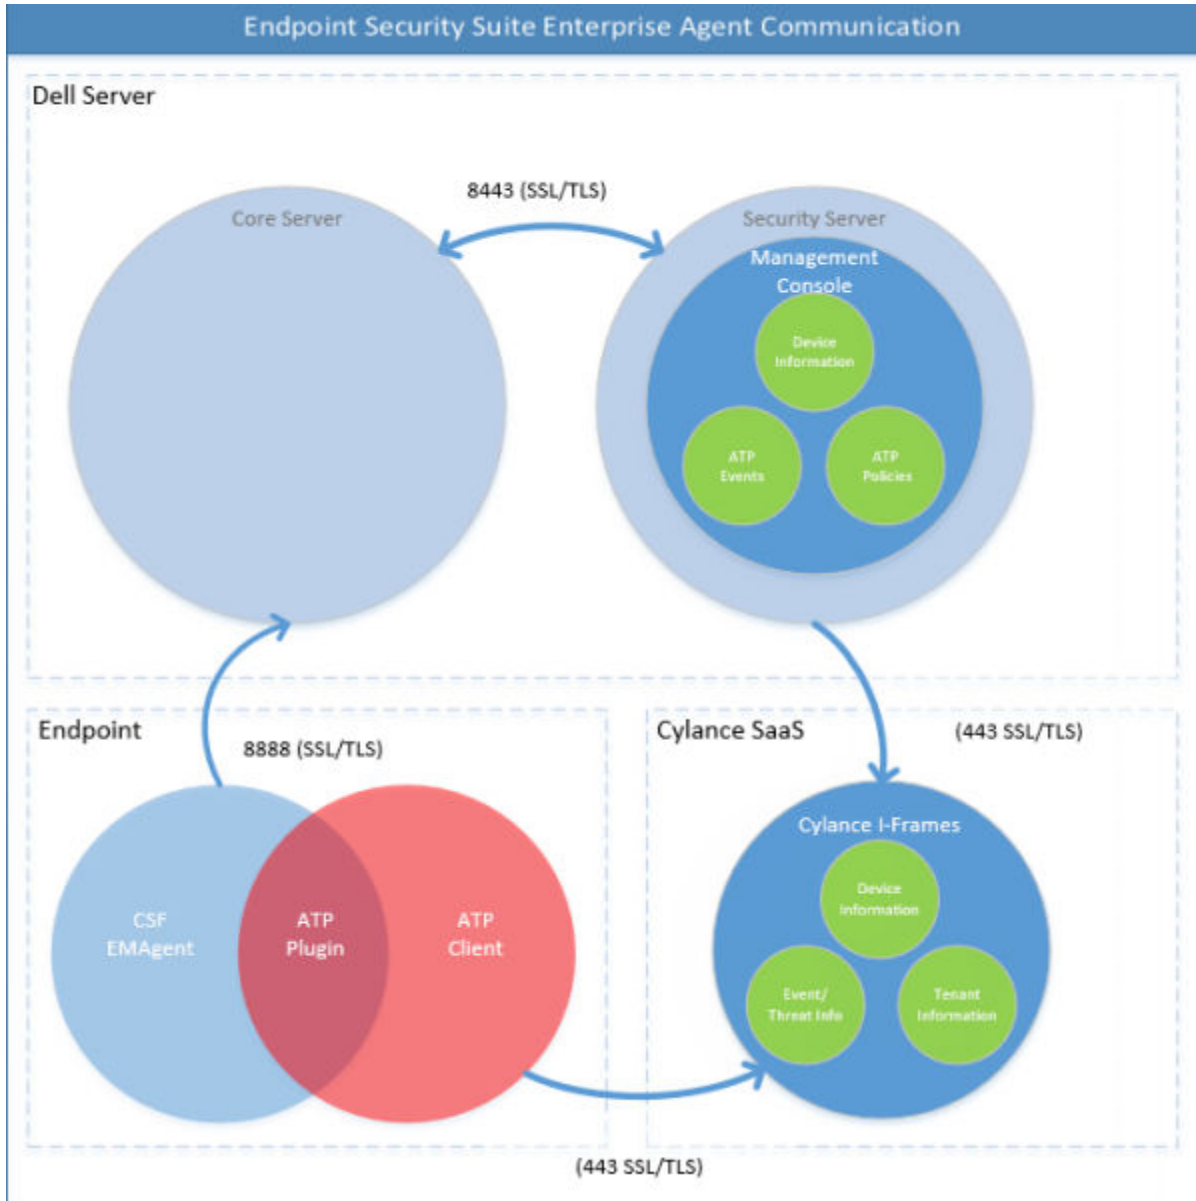 Endpoint Security Suite Enterprise Agent Communication
Dell Server
8443 (SSL/TLS)
Core Server
Security Server
Management
Console
Device
Information
ATP
Events
ATP
Policies
Endpoint
8888 (SSL/TLS)
Cylance SaaS
(443 SSL/TLS)
CSF
EMAgent
ATP
Plugin
ATP
Client
Cylance I-Frames
Device
Information
Event/
Threat Info
Tenant
Information
(443 SSL/TLS)